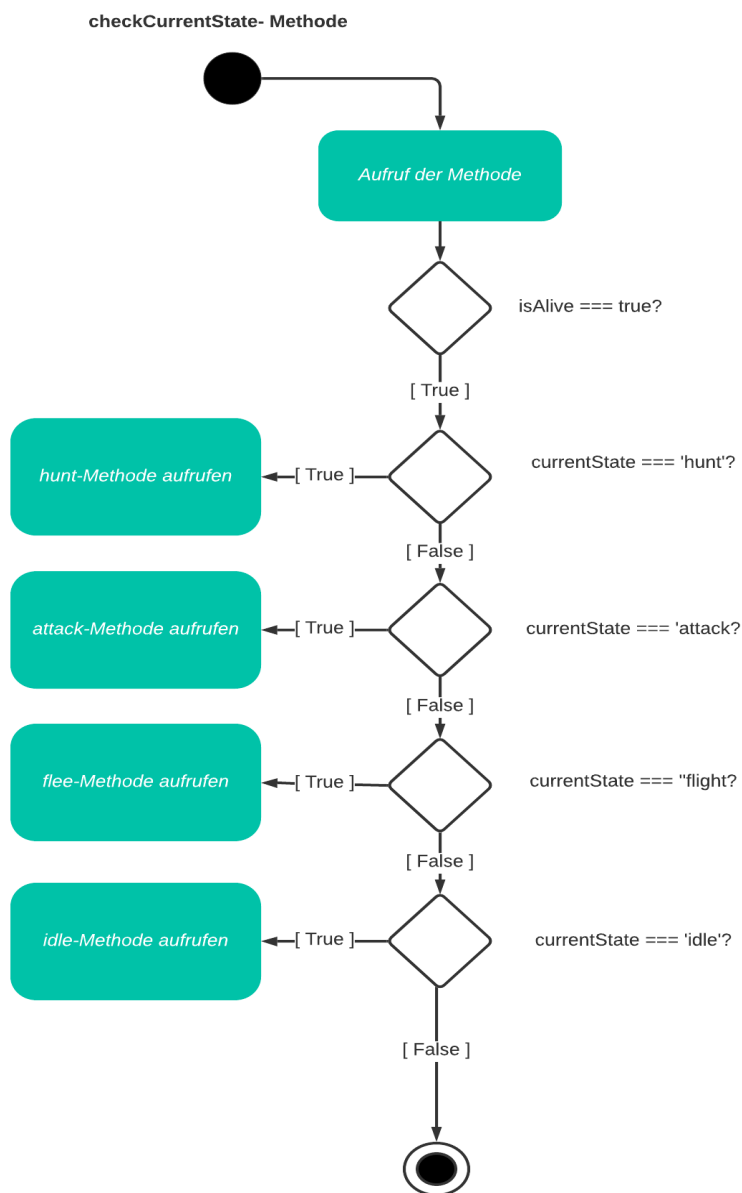 checkCurrentState- Methode
Aufruf der Methode
isAlive === true?
[ True ]
hunt-Methode aufrufen
[ True ]
currentState === 'hunt'?
[ False ]
attack-Methode aufrufen
[ True ]
currentState === 'attack?
[ False ]
flee-Methode aufrufen
[ True ]
currentState === "flight?
[ False ]
idle-Methode aufrufen
[ True ]
currentState === 'idle'?
[ False ]